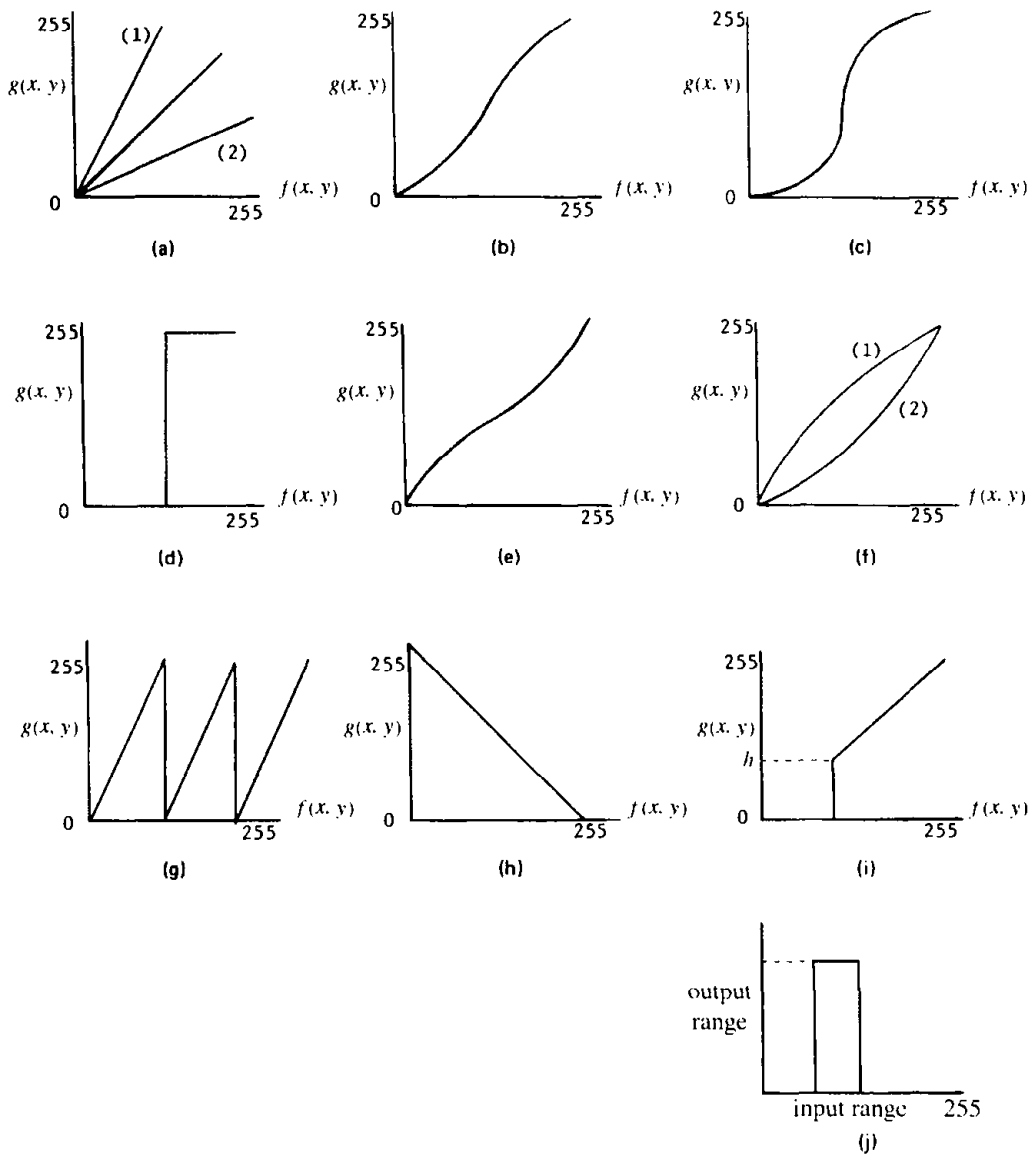 255
(1)
g(x, y)
(2)
0
255
f(x, y)
(a)
255
g(x, y)
0
255
f(x, y)
(b)
255
g(x, y)
0
255
f(x, y)
(c)
255
g(x, y)
0
255
f(x, y)
(d)
255
g(x, y)
0
255
f(x, y)
(e)
255
(1)
g(x, y)
(2)
0
255
f(x, y)
(f)
255
g(x, y)
0
255
f(x, y)
(g)
255
g(x, y)
0
255
f(x, y)
(h)
255
g(x, y)
h
0
255
f(x, y)
(i)
output
range
input range
255
(j)